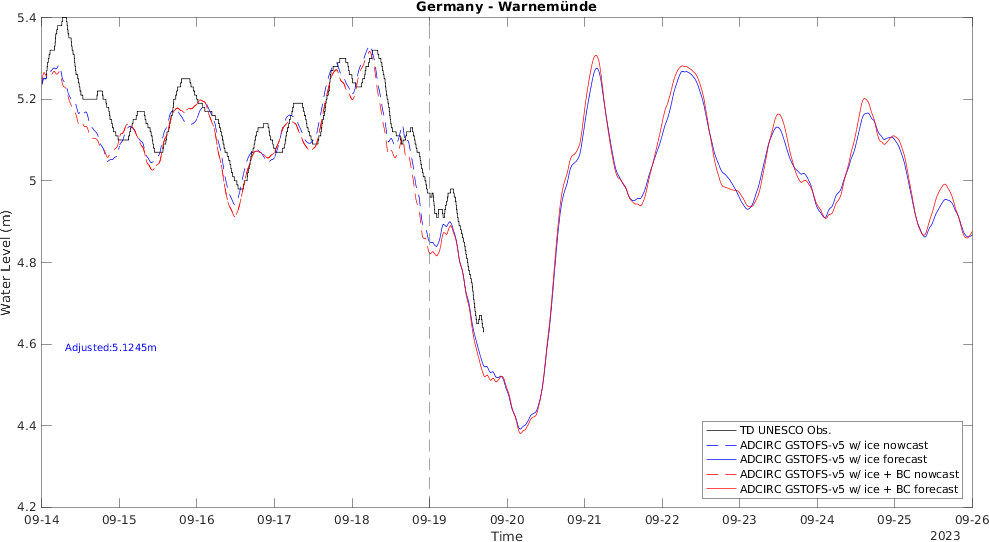 Germany - Warnemünde
5.4
5.2
5
4.8
4.6
4.4
4.2
Water Level (m)
Adjusted:5.1245m
TD UNESCO Obs.
ADCIRC GSTOFS-v5 w/ ice nowcast
ADCIRC GSTOFS-v5 w/ ice forecast
ADCIRC GSTOFS-v5 w/ ice + BC nowcast
ADCIRC GSTOFS-v5 w/ ice + BC forecast
09-14 09-15 09-16 09-17 09-18 09-19 09-20 09-21 09-22 09-23 09-24 09-25 09-26
Time
2023